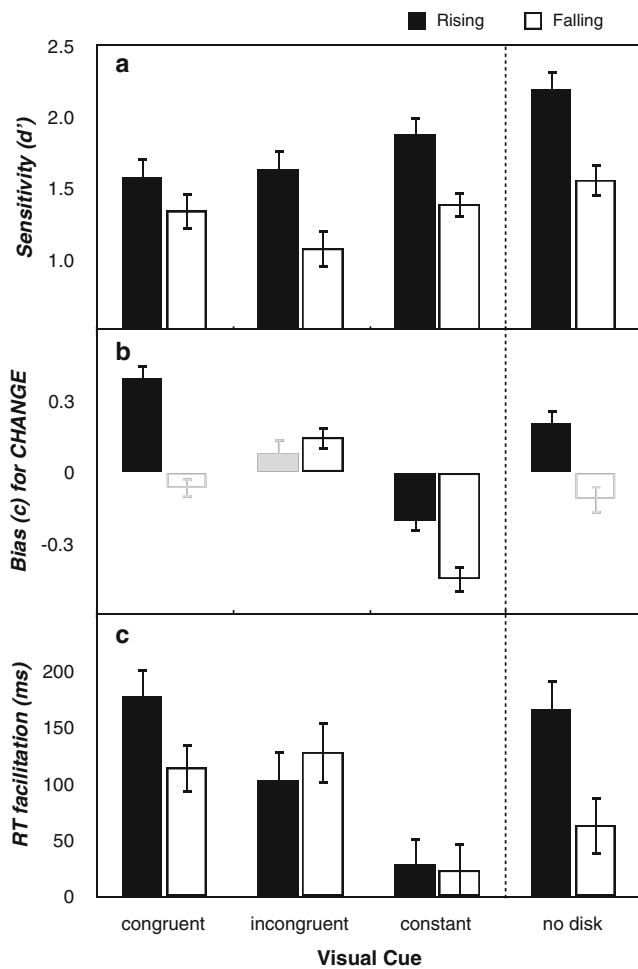 Rising Falling
a
2.5
2.0
1.5
1.0
Sensitivity (d')
b
0.3
0
-0.3
Bias (c) for CHANGE
c
200
150
100
50
0
RT facilitation (ms)
congruent incongruent constant no disk
Visual Cue